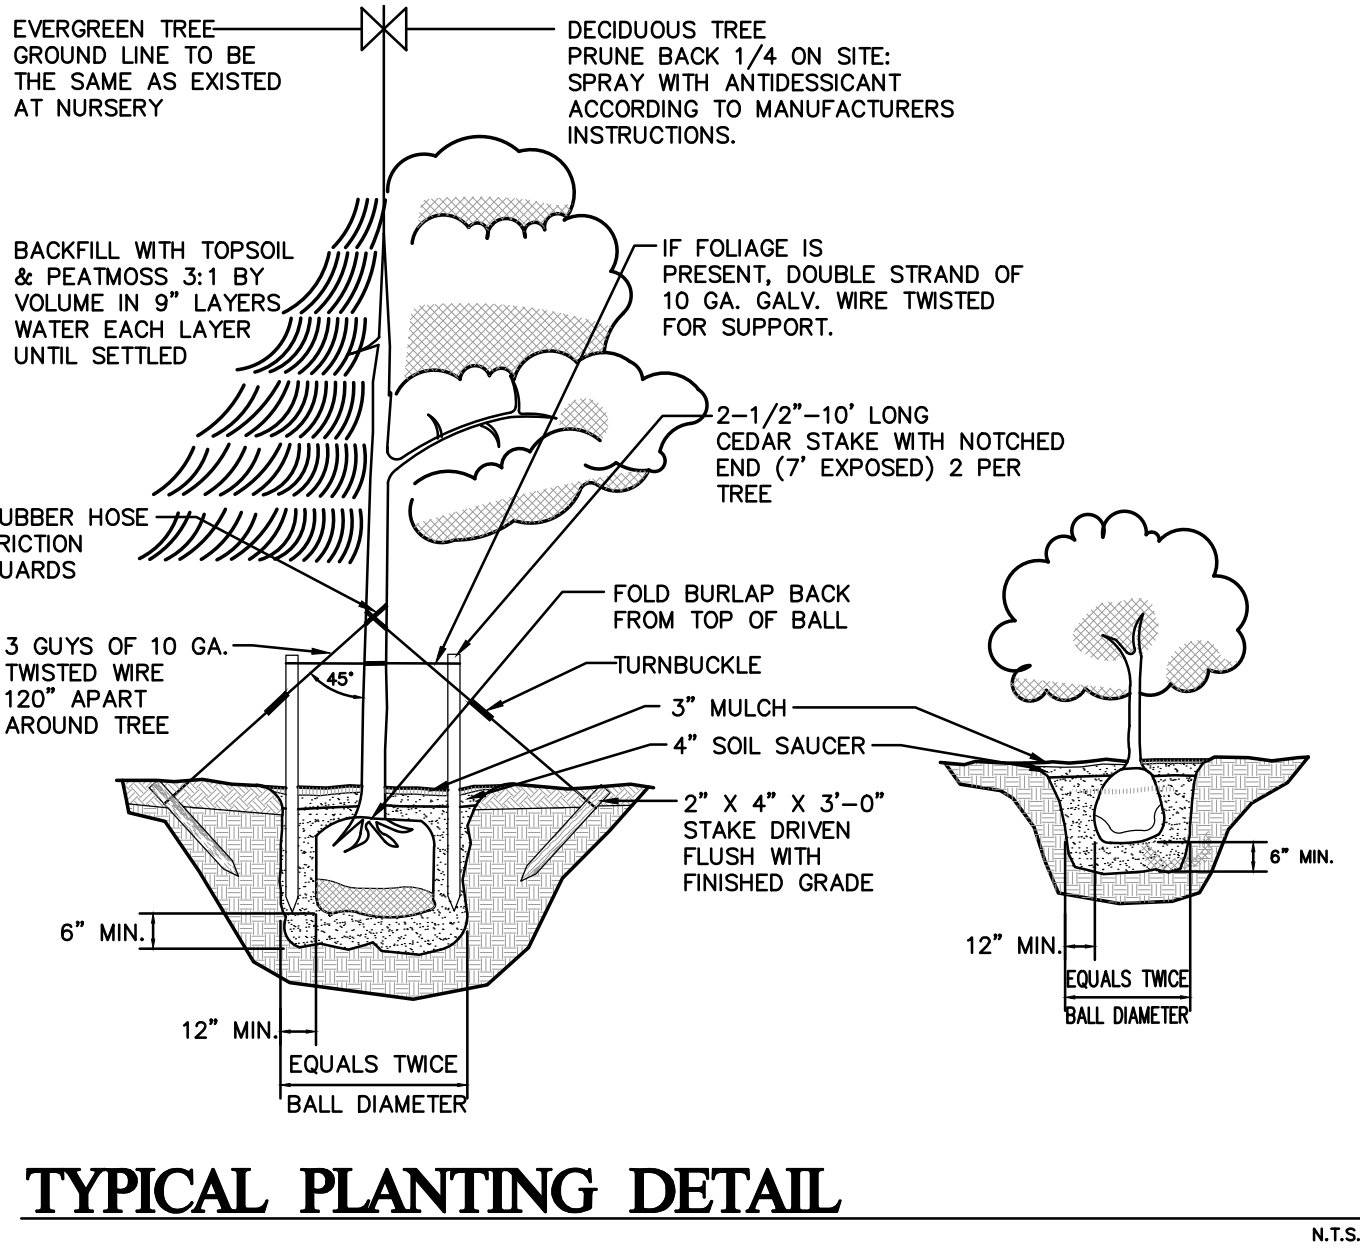 EVERGREEN TREE
GROUND LINE TO BE
THE SAME AS EXISTED
AT NURSERY
DECIDUOUS TREE
PRUNE BACK 1/4 ON SITE:
SPRAY WITH ANTIDESSICANT
ACCORDING TO MANUFACTURERS
INSTRUCTIONS.
BACKFILL WITH TOPSOIL
& PEATMOSS 3:1 BY
VOLUME IN 9" LAYERS
WATER EACH LAYER
UNTIL SETTLED
IF FOLIAGE IS
PRESENT, DOUBLE STRAND OF
10 GA. GALV. WIRE TWISTED
FOR SUPPORT.
2-1/2"-10' LONG
CEDAR STAKE WITH NOTCHED
END (7' EXPOSED) 2 PER
TREE
UBBER HOSE
RICTION
UARDS
FOLD BURLAP BACK
FROM TOP OF BALL
3 GUYS OF 10 GA.
TWISTED WIRE
120" APART
AROUND TREE
45°
TURNBUCKLE
3" MULCH
4" SOIL SAUCER
2" X 4" X 3'-0"
STAKE DRIVEN
FLUSH WITH
FINISHED GRADE
6" MIN.
12" MIN.
EQUALS TWICE
BALL DIAMETER
6" MIN.
12" MIN.
EQUALS TWICE
BALL DIAMETER
TYPICAL PLANTING DETAIL
N.T.S.